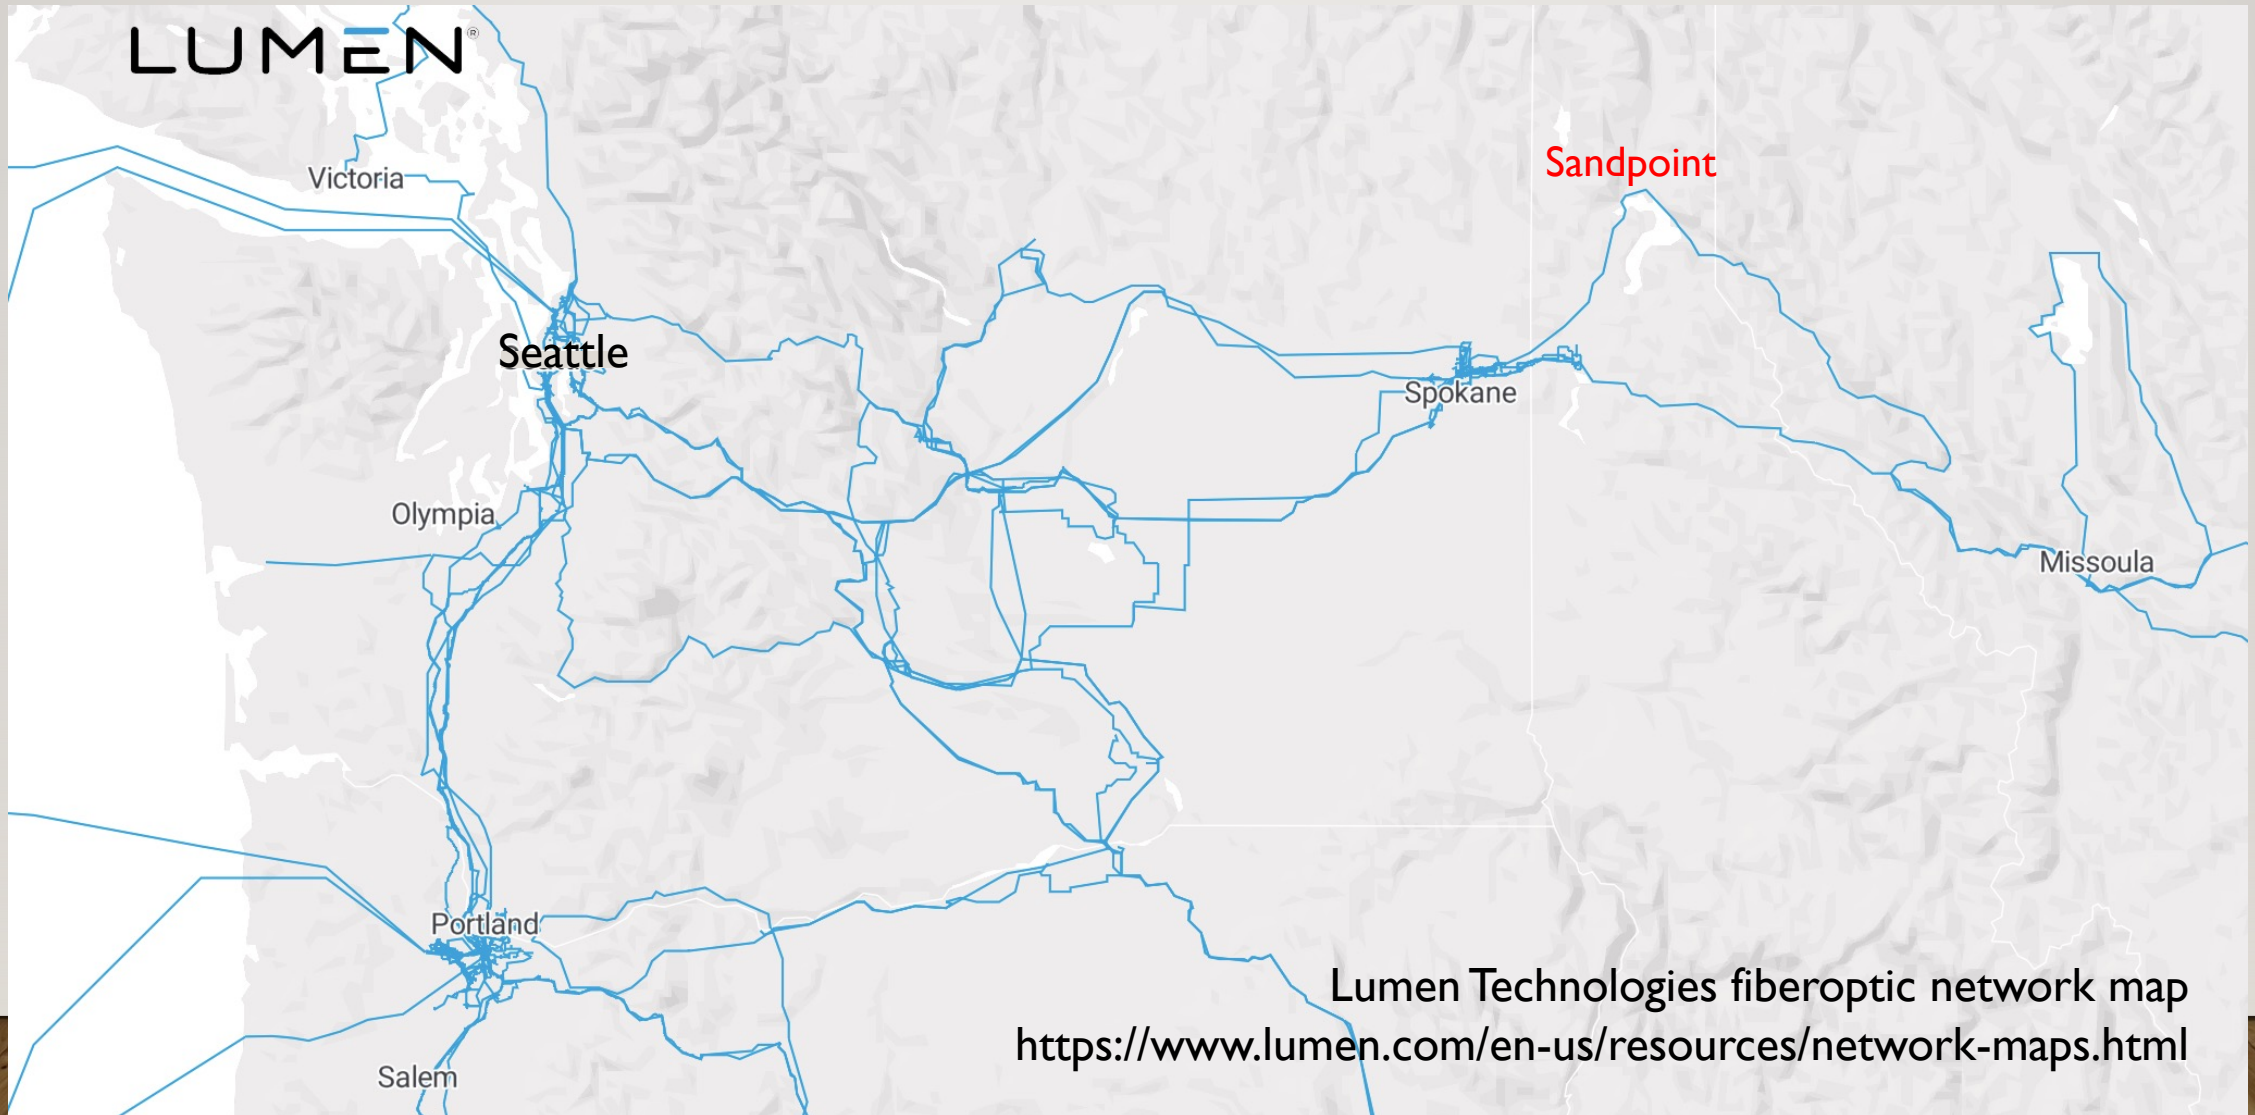 LUMEN®
Sandpoint
Victoria
Seattle
Spokane
Olympia
Missoula
Portland
Lumen Technologies fiberoptic network map
https://www.lumen.com/en-us/resources/network-maps.html
Salem